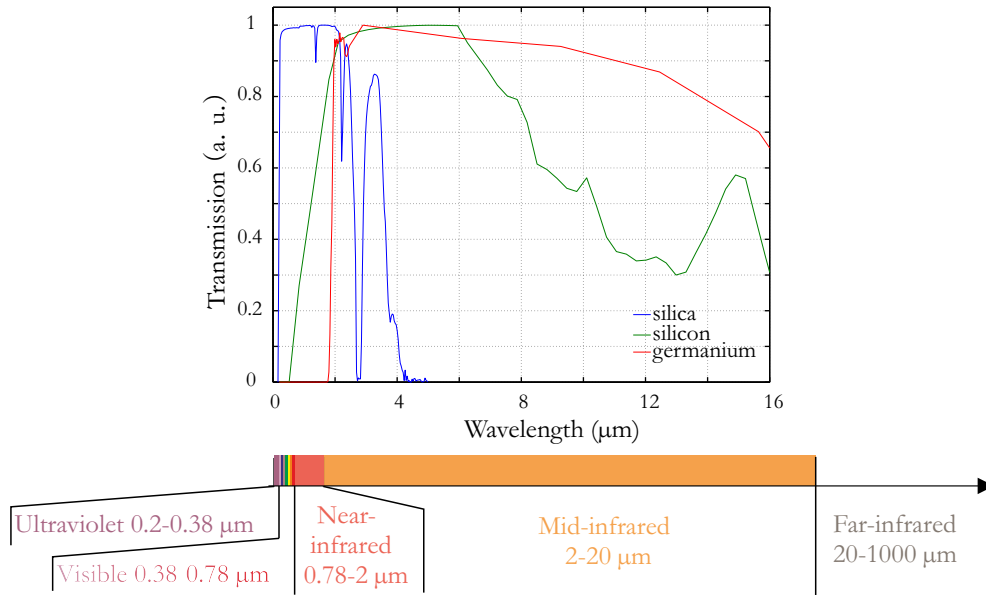 1
0.8
0.6
0.4
0.2
0
Transmission (a. u.)
silica
silicon
germanium
0 4 8 12 16
Wavelength (μm)
Ultraviolet 0.2-0.38 μm
Visible 0.38 0.78 μm
Near-
infrared
0.78-2 μm
Mid-infrared
2-20 μm
Far-infrared
20-1000 μm